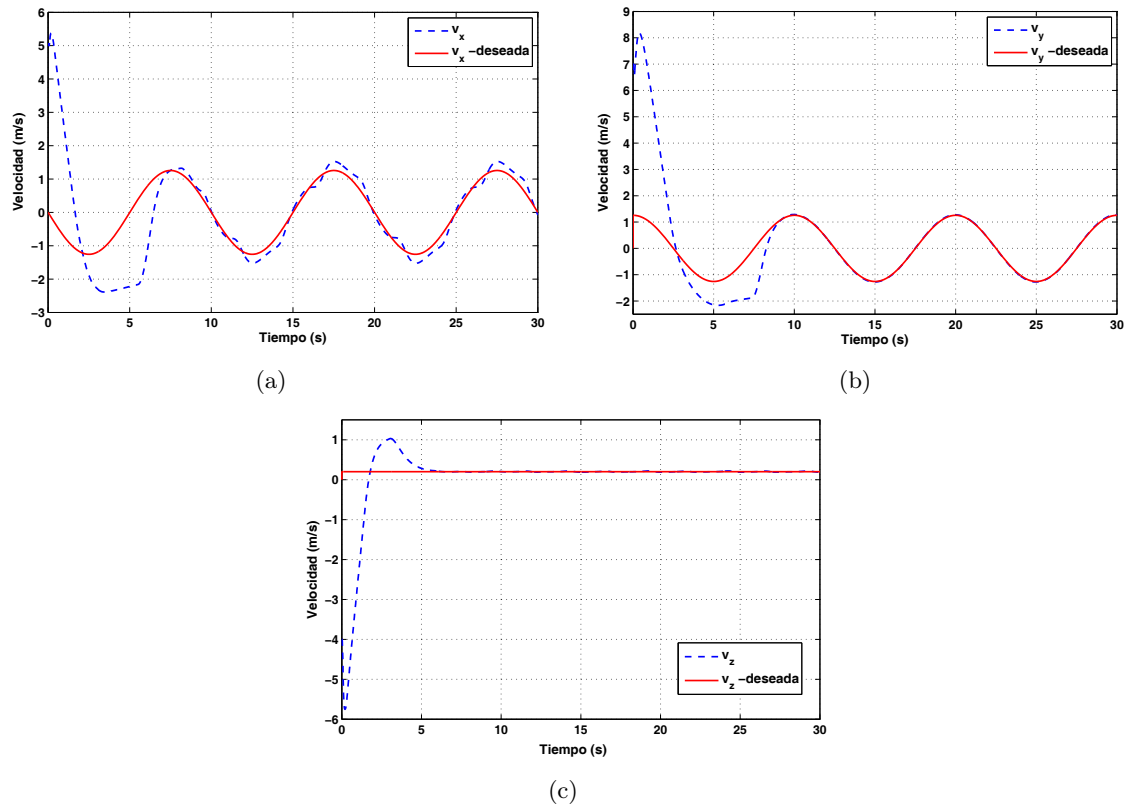 6
5
4
3
2
1
0
−1
−2
−3
0 5 10 15 20 25 30
Velocidad (m/s)
Tiempo (s)
v_x
v_x −deseada
(a)
9
8
7
6
5
4
3
2
1
0
−1
−2
0 5 10 15 20 25 30
Velocidad (m/s)
Tiempo (s)
v_y
v_y −deseada
(b)
1
0
−1
−2
−3
−4
−5
−6
0 5 10 15 20 25 30
Velocidad (m/s)
Tiempo (s)
v_z
v_z −deseada
(c)